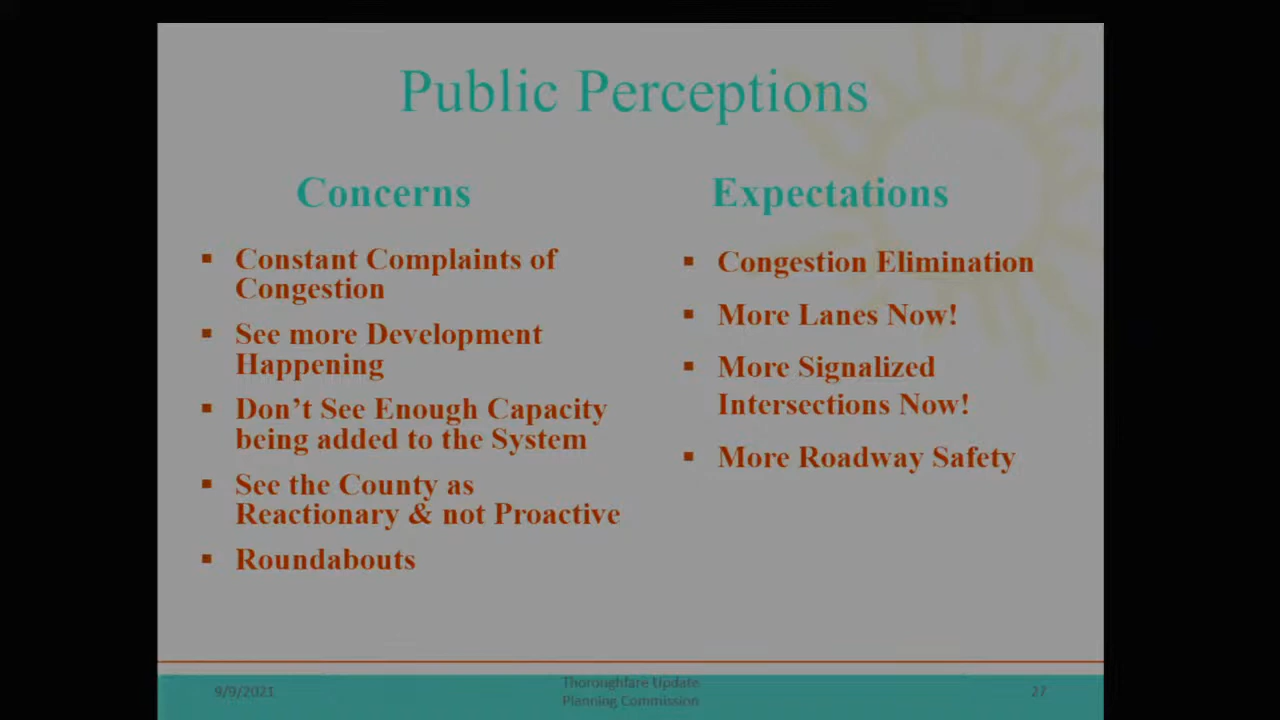 Public Perceptions
Concerns
▪ Constant Complaints of
Congestion
▪ See more Development
Happening
▪ Don’t See Enough Capacity
being added to the System
▪ See the County as
Reactionary & not Proactive
▪ Roundabouts
Expectations
▪ Congestion Elimination
▪ More Lanes Now!
▪ More Signalized
Intersections Now!
▪ More Roadway Safety
9/9/2021
Thoroughfare Update
Planning Commission
27